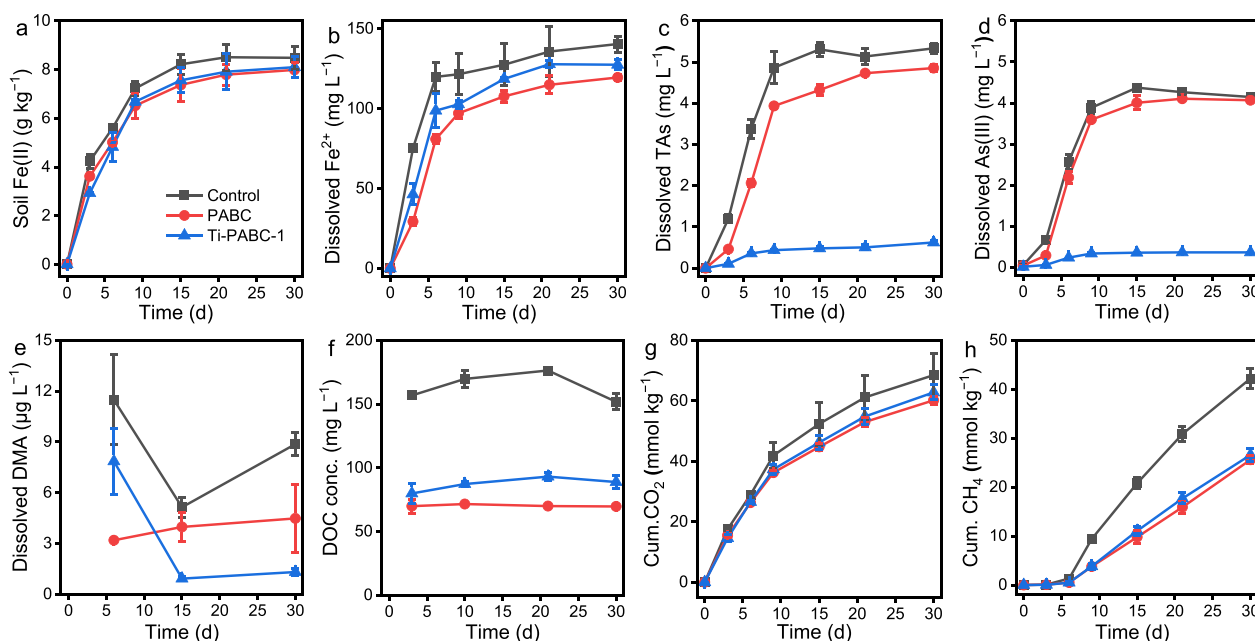 a
Soil Fe(II) (g kg⁻¹)
10
8
6
4
2
0
Control
PABC
Ti-PABC-1
0 5 10 15 20 25 30
Time (d)
b
Dissolved Fe²⁺ (mg L⁻¹)
150
100
50
0
0 5 10 15 20 25 30
Time (d)
c
Dissolved TAs (mg L⁻¹)
6
5
4
3
2
1
0
0 5 10 15 20 25 30
Time (d)
d
Dissolved As(III) (mg L⁻¹)
6
5
4
3
2
1
0
0 5 10 15 20 25 30
Time (d)
e
Dissolved DMA (µg L⁻¹)
15
12
9
6
3
0
0 5 10 15 20 25 30
Time (d)
f
DOC conc. (mg L⁻¹)
200
150
100
50
0
0 5 10 15 20 25 30
Time (d)
g
Cum.CO₂ (mmol kg⁻¹)
80
60
40
20
0
0 5 10 15 20 25 30
Time (d)
h
Cum. CH₄ (mmol kg⁻¹)
50
40
30
20
10
0
0 5 10 15 20 25 30
Time (d)